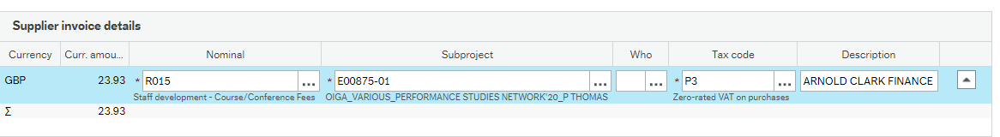 Supplier invoice details
Currency Curr. amou... Nominal Subproject Who Tax code Description
GBP 23.93 * R015 ... * E00875-01 ... ... * P3 ... ARNOLD CLARK FINANCE
Staff development - Course/Conference Fees OIGA_VARIOUS_PERFORMANCE STUDIES NETWORK'20_P THOMAS Zero-rated VAT on purchases
Σ 23.93